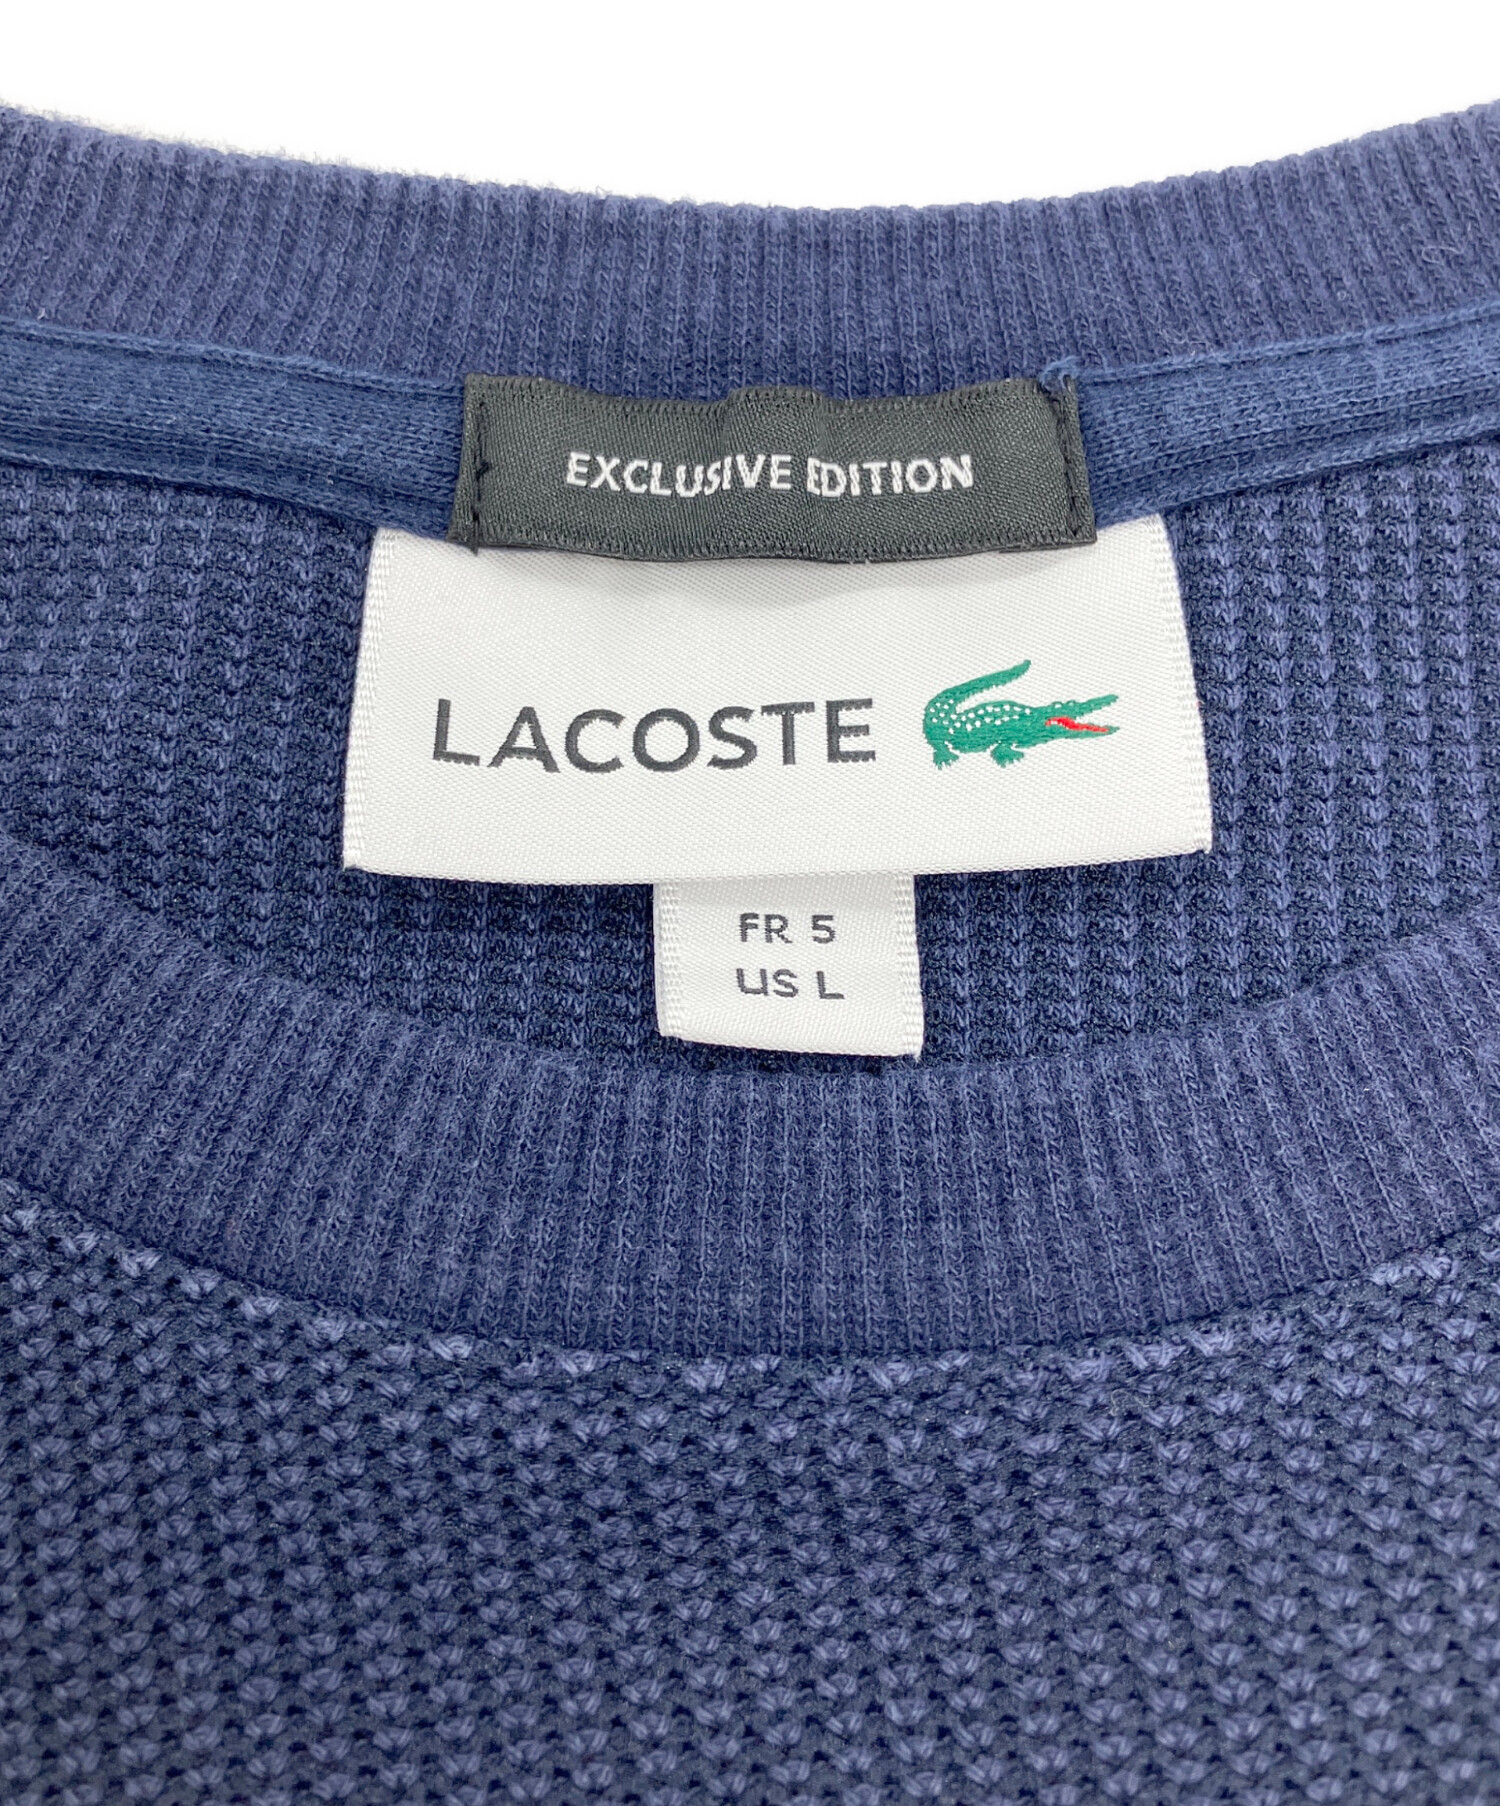 EXCLUSIVE EDITION
LACOSTE
FR 5
US L